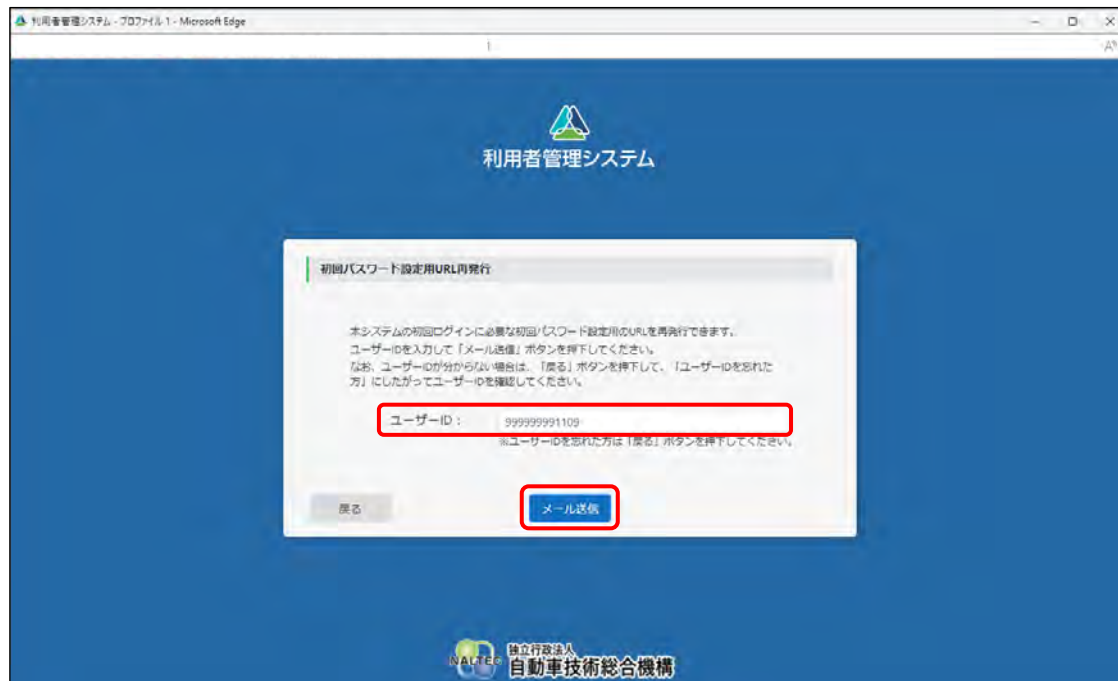 利用者管理システム - プロファイル 1 - Microsoft Edge
利用者管理システム
初回パスワード設定用URL再発行
本システムの初回ログインに必要な初回パスワード設定用のURLを再発行できます。
ユーザーIDを入力して「メール送信」ボタンを押下してください。
なお、ユーザーIDが分からない場合は、「戻る」ボタンを押下して、「ユーザーIDを忘れた
方」にしたがってユーザーIDを確認してください。
ユーザーID： 999999991109
※ユーザーIDを忘れた方は「戻る」ボタンを押下してください。
戻る メール送信
NALTEC 独立行政法人
自動車技術総合機構